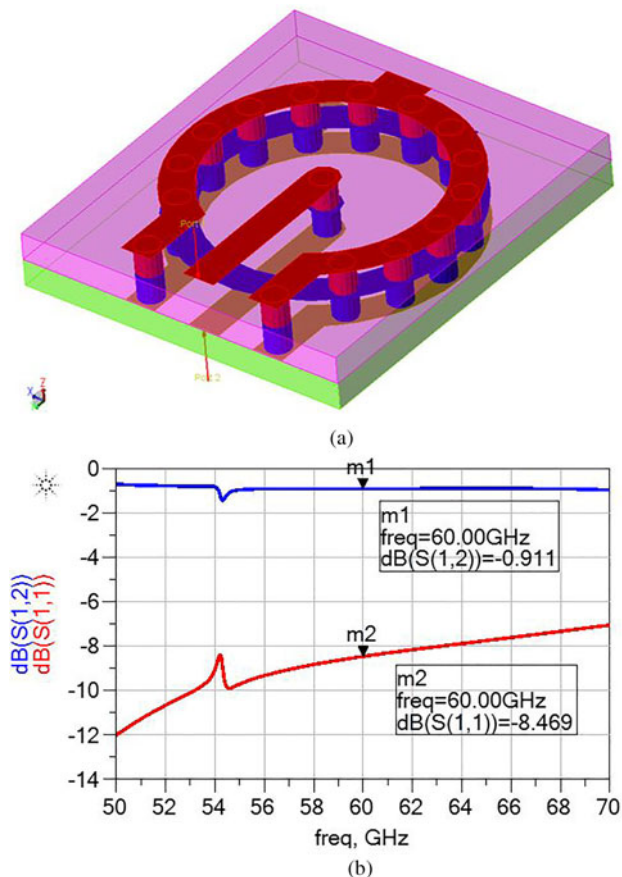 Port
Port 2
Z
X
(a)
m1
m1
freq=60.00GHz
dB(S(1,2))=-0.911
m2
m2
freq=60.00GHz
dB(S(1,1))=-8.469
dB(S(1,2))
dB(S(1,1))
0
-2
-4
-6
-8
-10
-12
-14
50 52 54 56 58 60 62 64 66 68 70
freq, GHz
(b)